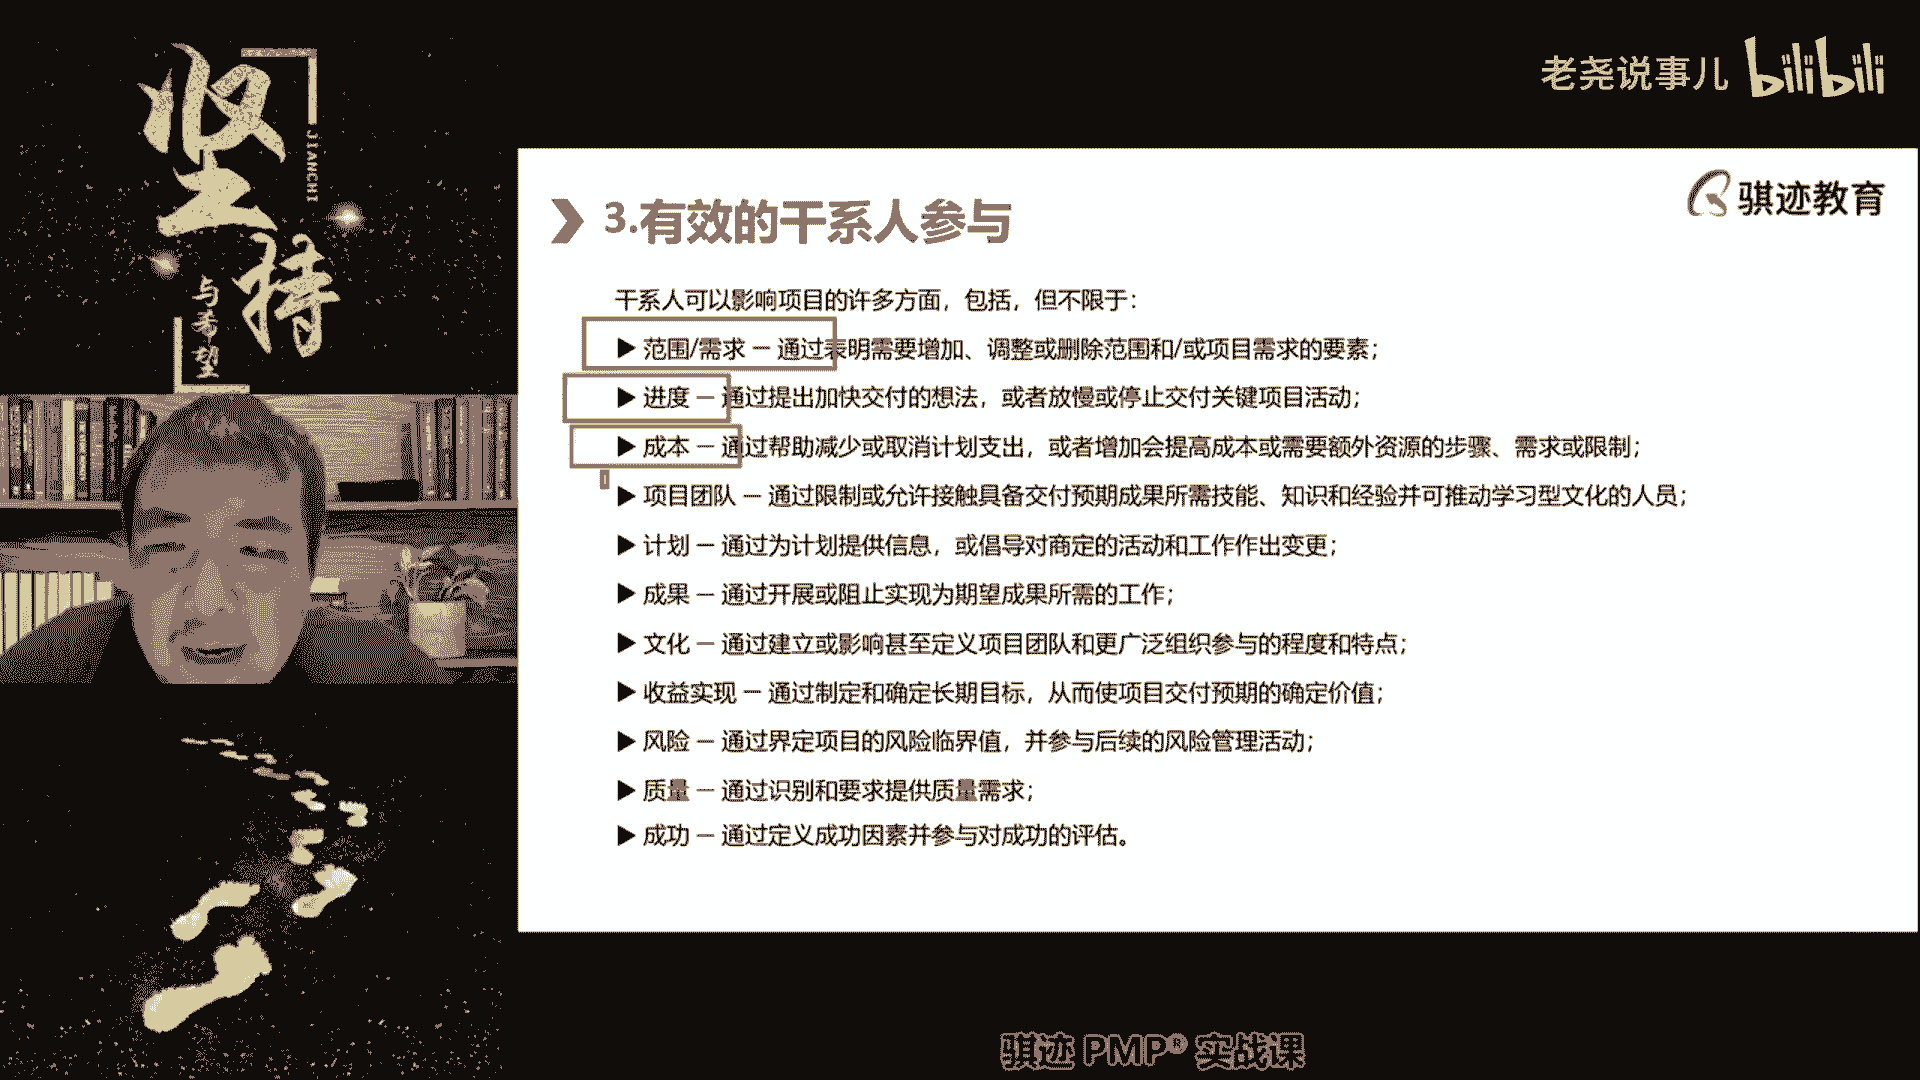 坚持
JIANCHI
与希望
老尧说事儿 bilibili
骐迹教育
3.有效的干系人参与
干系人可以影响项目的许多方面，包括，但不限于：
▶ 范围/需求 — 通过表明需要增加、调整或删除范围和/或项目需求的要素；
▶ 进度 — 通过提出加快交付的想法，或者放慢或停止交付关键项目活动；
▶ 成本 — 通过帮助减少或取消计划支出，或者增加会提高成本或需要额外资源的步骤、需求或限制；
▶ 项目团队 — 通过限制或允许接触具备交付预期成果所需技能、知识和经验并可推动学习型文化的人员；
▶ 计划 — 通过为计划提供信息，或倡导对商定的活动和工作作出变更；
▶ 成果 — 通过开展或阻止实现为期望成果所需的工作；
▶ 文化 — 通过建立或影响甚至定义项目团队和更广泛组织参与的程度和特点；
▶ 收益实现 — 通过制定和确定长期目标，从而使项目交付预期的确定价值；
▶ 风险 — 通过界定项目的风险临界值，并参与后续的风险管理活动；
▶ 质量 — 通过识别和要求提供质量需求；
▶ 成功 — 通过定义成功因素并参与对成功的评估。
骐迹 PMP® 实战课